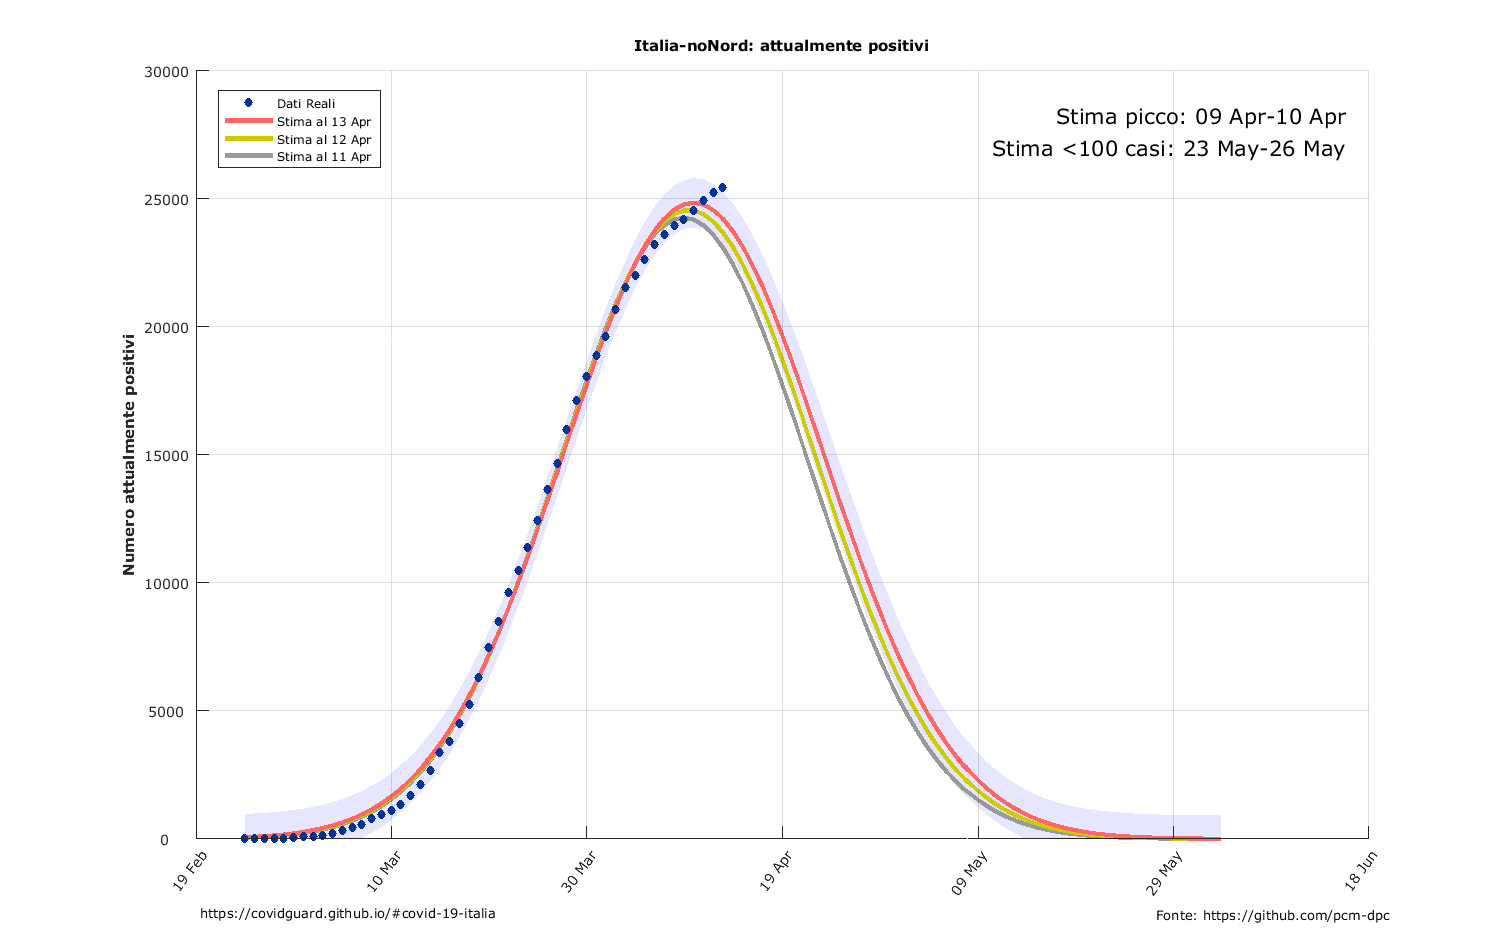 Italia-noNord: attualmente positivi
30000
25000
20000
15000
10000
5000
0
Numero attualmente positivi
Dati Reali
Stima al 13 Apr
Stima al 12 Apr
Stima al 11 Apr
Stima picco: 09 Apr-10 Apr
Stima <100 casi: 23 May-26 May
19 Feb
10 Mar
30 Mar
19 Apr
09 May
29 May
18 Jun
https://covidguard.github.io/#covid-19-italia
Fonte: https://github.com/pcm-dpc